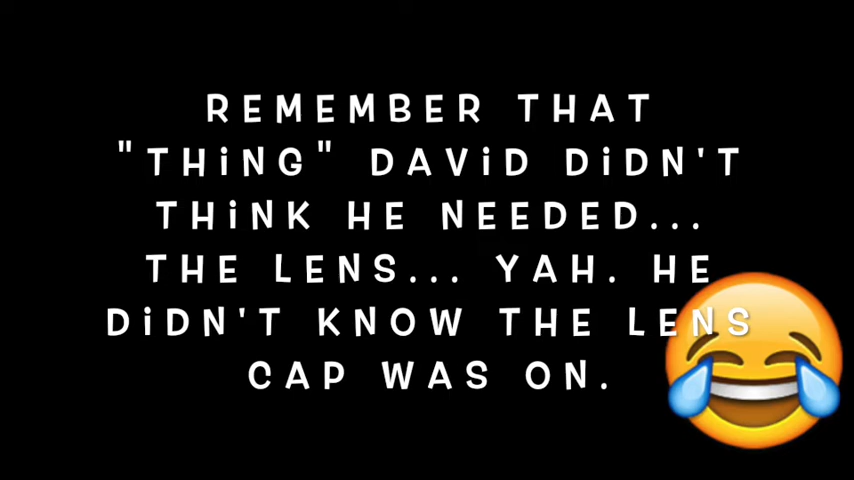 REMEMBER THAT
"THiNG" DAViD DiDN'T
THiNK HE NEEDED...
THE LENS... YAH. HE
DiDN'T KNOW THE LENS
CAP WAS ON.